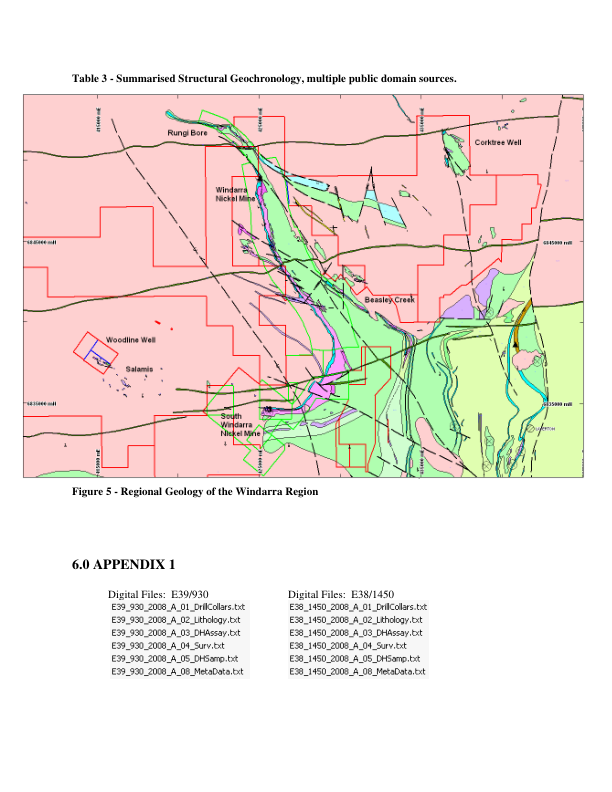 Table 3 - Summarised Structural Geochronology, multiple public domain sources.
Rungi Bore
Corktree Well
Windarra
Nickel Mine
6845000 mN
6845000 mN
Beasley Creek
Woodline Well
Salamis
6835000 mN
6835000 mN
South
Windarra
Nickel Mine
LAVERTON
Figure 5 - Regional Geology of the Windarra Region
6.0 APPENDIX 1
Digital Files: E39/930
E39_930_2008_A_01_DrillCollars.txt
E39_930_2008_A_02_Lithology.txt
E39_930_2008_A_03_DHAssay.txt
E39_930_2008_A_04_Surv.txt
E39_930_2008_A_05_DHSamp.txt
E39_930_2008_A_08_MetaData.txt
Digital Files: E38/1450
E38_1450_2008_A_01_DrillCollars.txt
E38_1450_2008_A_02_Lithology.txt
E38_1450_2008_A_03_DHAssay.txt
E38_1450_2008_A_04_Surv.txt
E38_1450_2008_A_05_DHSamp.txt
E38_1450_2008_A_08_MetaData.txt